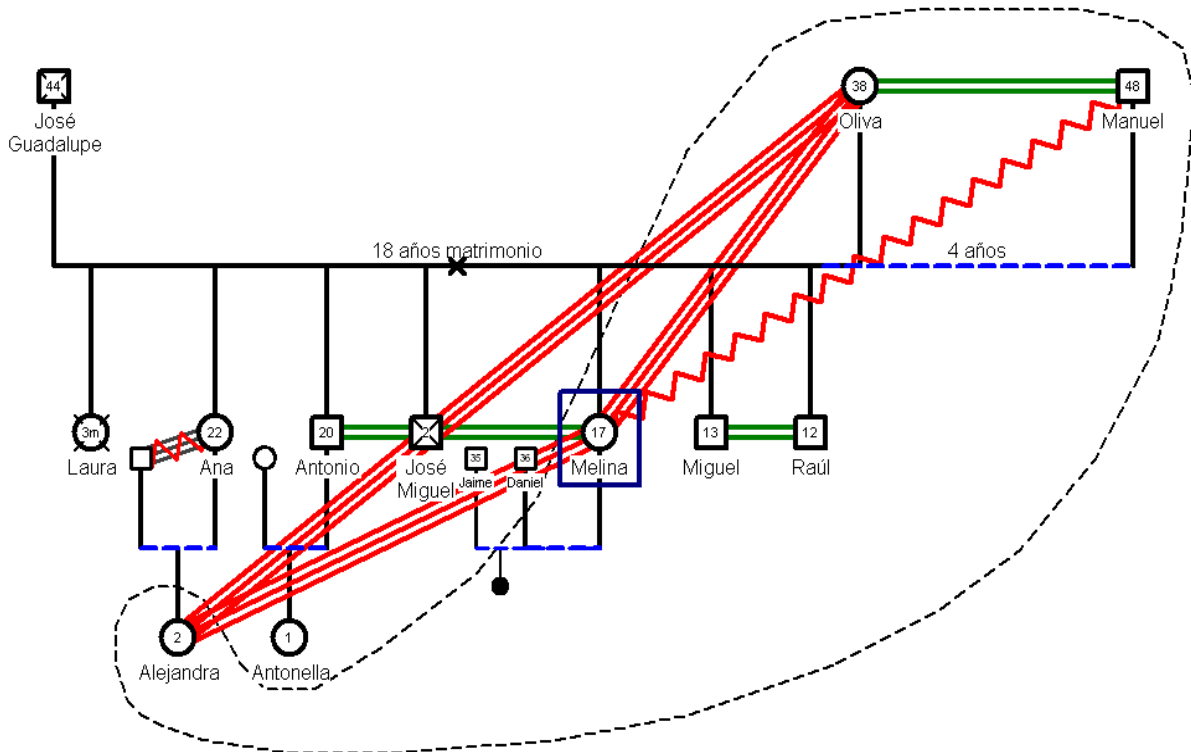 44
38
48
José
Guadalupe
Oliva
Manuel
18 años matrimonio
4 años
3m
22
20
2
17
13
12
Laura
Ana
Antonio
José
Miguel
35
Jaime
36
Daniel
Melina
Miguel
Raúl
2
1
Alejandra
Antonella